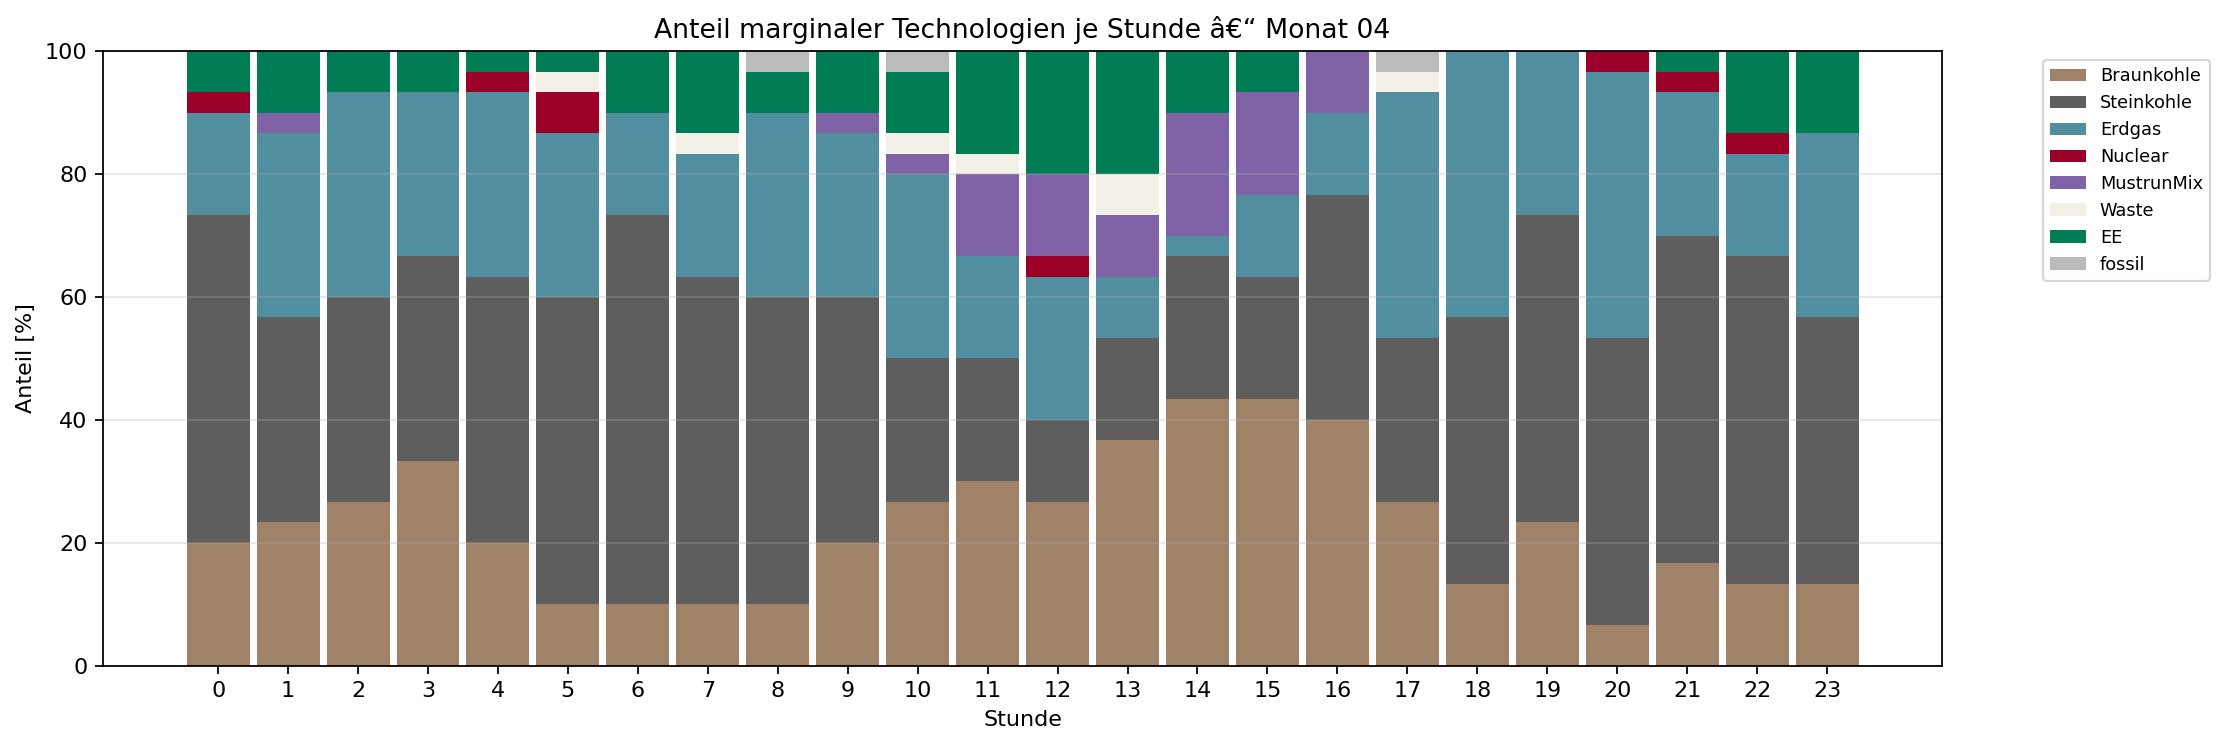 Anteil marginaler Technologien je Stunde â€“ Monat 04
Anteil [%]
100
80
60
40
20
0
0 1 2 3 4 5 6 7 8 9 10 11 12 13 14 15 16 17 18 19 20 21 22 23
Stunde
Braunkohle
Steinkohle
Erdgas
Nuclear
MustrunMix
Waste
EE
fossil